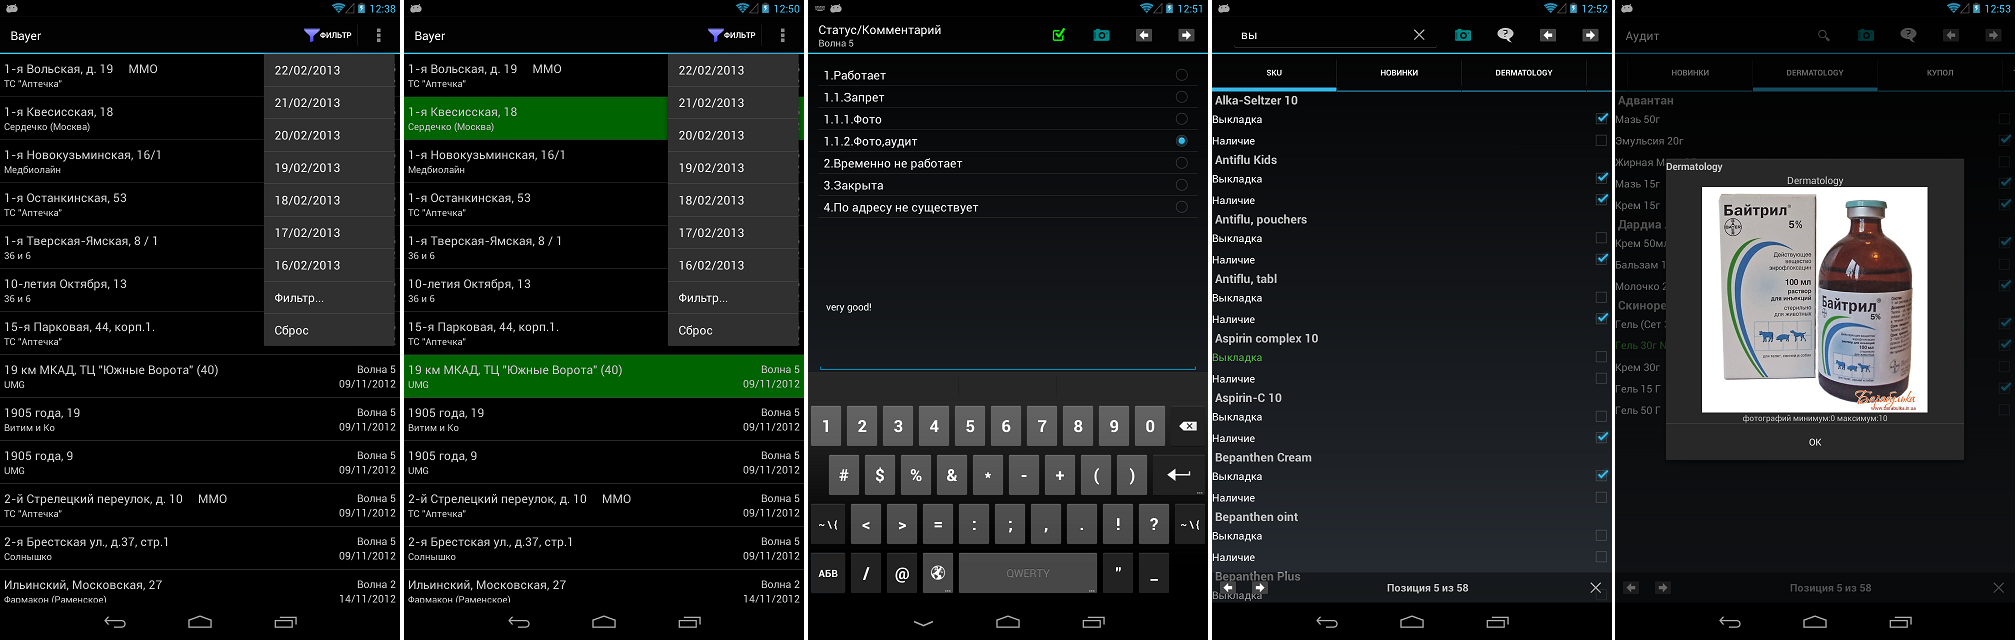 12:38
Bayer
ФИЛЬТР
1-я Вольская, д. 19 ММО
ТС "Аптечка"
1-я Квесисская, 18
Сердечко (Москва)
1-я Новокузьминская, 16/1
Медбиолайн
1-я Останкинская, 53
ТС "Аптечка"
1-я Тверская-Ямская, 8 / 1
36 и 6
10-летия Октября, 13
36 и 6
15-я Парковая, 44, корп.1.
ТС "Аптечка"
22/02/2013
21/02/2013
20/02/2013
19/02/2013
18/02/2013
17/02/2013
16/02/2013
Фильтр...
Сброс
19 км МКАД, ТЦ "Южные Ворота" (40) Волна 5
UMG 09/11/2012
1905 года, 19 Волна 5
Витим и Ко 09/11/2012
1905 года, 9 Волна 5
UMG 09/11/2012
2-й Стрелецкий переулок, д. 10 ММО Волна 5
ТС "Аптечка" 09/11/2012
2-я Брестская ул., д.37, стр.1 Волна 5
Солнышко 09/11/2012
Ильинский, Московская, 27 Волна 2
Фармакон (Раменское) 14/11/2012
12:50
Bayer
ФИЛЬТР
1-я Вольская, д. 19 ММО
ТС "Аптечка"
1-я Квесисская, 18
Сердечко (Москва)
1-я Новокузьминская, 16/1
Медбиолайн
1-я Останкинская, 53
ТС "Аптечка"
1-я Тверская-Ямская, 8 / 1
36 и 6
10-летия Октября, 13
36 и 6
15-я Парковая, 44, корп.1.
ТС "Аптечка"
22/02/2013
21/02/2013
20/02/2013
19/02/2013
18/02/2013
17/02/2013
16/02/2013
Фильтр...
Сброс
19 км МКАД, ТЦ "Южные Ворота" (40) Волна 5
UMG 09/11/2012
1905 года, 19 Волна 5
Витим и Ко 09/11/2012
1905 года, 9 Волна 5
UMG 09/11/2012
2-й Стрелецкий переулок, д. 10 ММО Волна 5
ТС "Аптечка" 09/11/2012
2-я Брестская ул., д.37, стр.1 Волна 5
Солнышко 09/11/2012
Ильинский, Московская, 27 Волна 2
Фармакон (Раменское) 14/11/2012
12:51
Статус/Комментарий
Волна 5
1.Работает
1.1.Запрет
1.1.1.Фото
1.1.2.Фото,аудит
2.Временно не работает
3.Закрыта
4.По адресу не существует
very good!
1 2 3 4 5 6 7 8 9 0
# $ % & * - + ( )
~\{ < > = : ; , . ! ? ~\{
АБВ / @ QWERTY " _
12:52
вы
SKU НОВИНКИ DERMATOLOGY
Alka-Seltzer 10
Выкладка
Наличие
Antiflu Kids
Выкладка
Наличие
Antiflu, pouchers
Выкладка
Наличие
Antiflu, tabl
Выкладка
Наличие
Aspirin complex 10
Выкладка
Наличие
Aspirin-C 10
Выкладка
Наличие
Bepanthen Cream
Выкладка
Наличие
Bepanthen oint
Выкладка
Наличие
Bepanthen Plus
Выкладка
Позиция 5 из 58
12:53
Аудит
НОВИНКИ DERMATOLOGY КУПОЛ
Адвантан
Мазь 50г
Эмульсия 20г
Жирная М
Мазь 15г
Крем 15г
Дардиа
Крем 50мл
Бальзам 1
Молочко 2
Скиноре
Гель (Сет
Гель 30г N
Крем 30г
Гель 15 Г
Гель 50 Г
Dermatology
Dermatology
Байтрил®
5%
BAYER
Действующее
вещество
энрофлоксацин
100 мл
раствор
для инъекций
стерильно
для животных
Байтрил®
5%
www.bogatulka.in.ua
фотографий минимум:0 максимум:10
ОК
Позиция 5 из 58